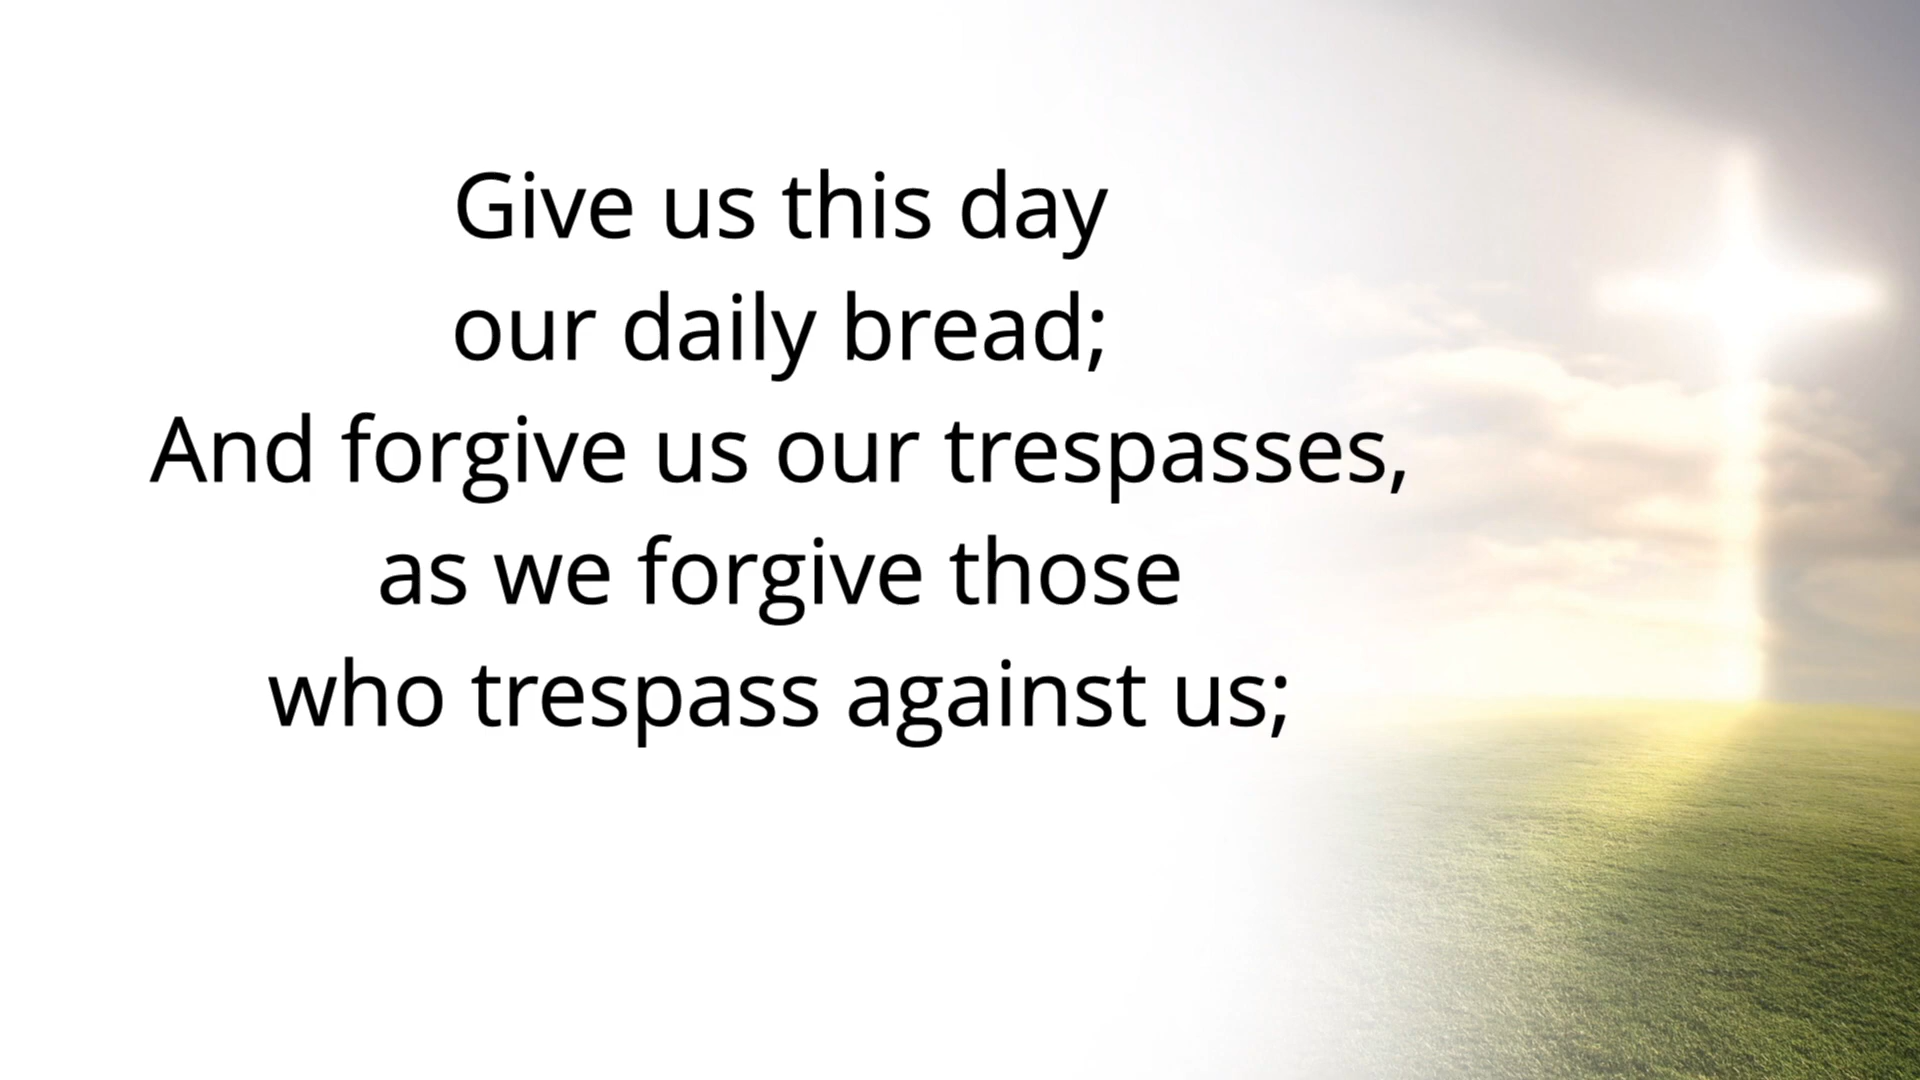 Give us this day
our daily bread;
And forgive us our trespasses,
as we forgive those
who trespass against us;